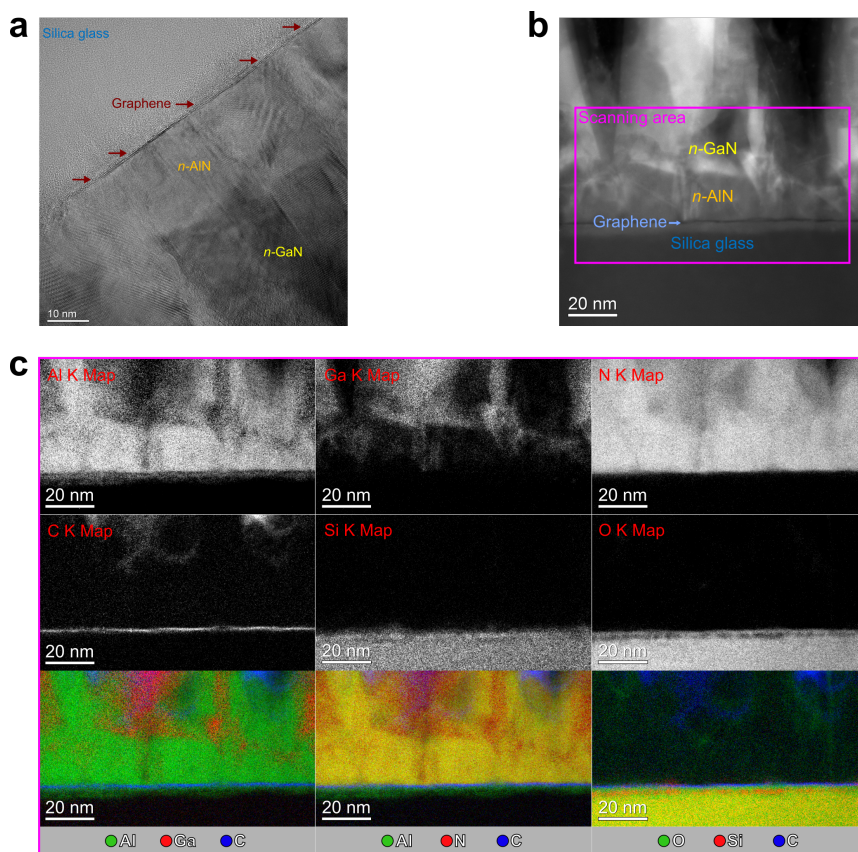 a
Silica glass
Graphene
n-AlN
n-GaN
10 nm
b
Scanning area
n-GaN
n-AlN
Graphene
Silica glass
20 nm
c
Al K Map
Ga K Map
N K Map
20 nm
20 nm
20 nm
C K Map
Si K Map
O K Map
20 nm
20 nm
20 nm
20 nm
20 nm
20 nm
Al Ga C
Al N C
O Si C